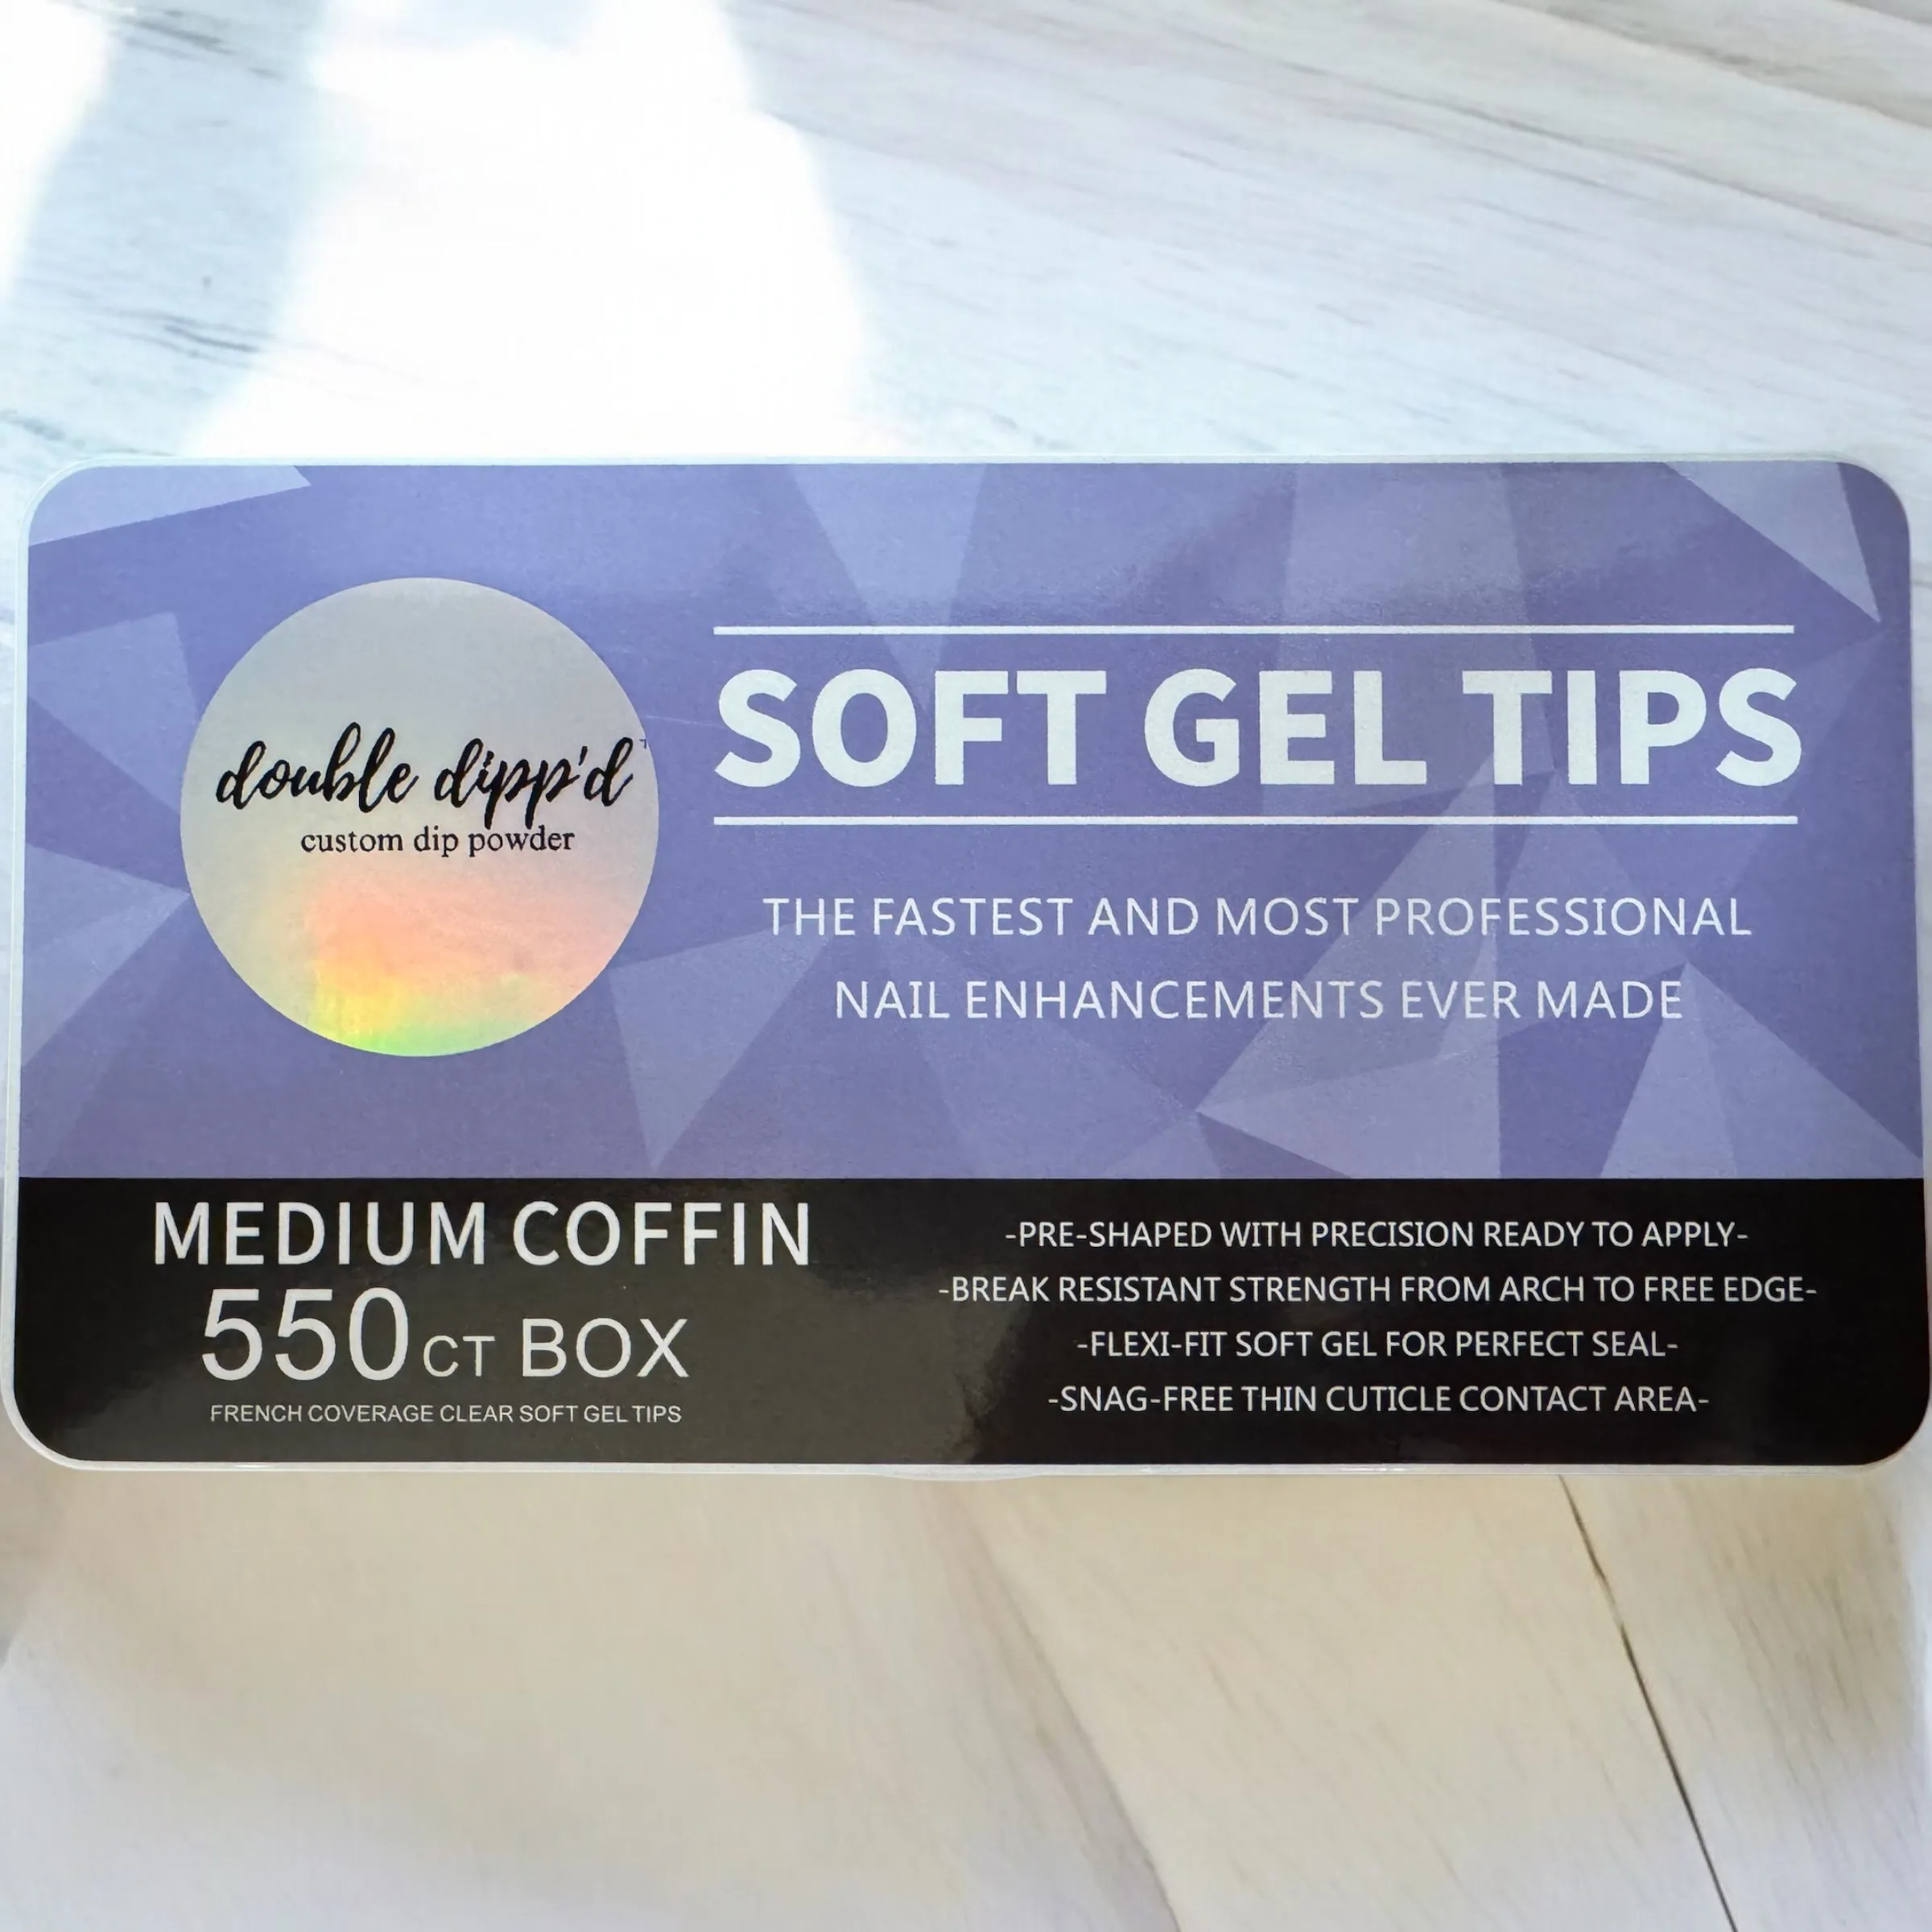 double dipp'd
custom dip powder
SOFT GEL TIPS
THE FASTEST AND MOST PROFESSIONAL
NAIL ENHANCEMENTS EVER MADE
MEDIUM COFFIN
550 CT BOX
FRENCH COVERAGE CLEAR SOFT GEL TIPS
-PRE-SHAPED WITH PRECISION READY TO APPLY-
-BREAK RESISTANT STRENGTH FROM ARCH TO FREE EDGE-
-FLEXI-FIT SOFT GEL FOR PERFECT SEAL-
-SNAG-FREE THIN CUTICLE CONTACT AREA-